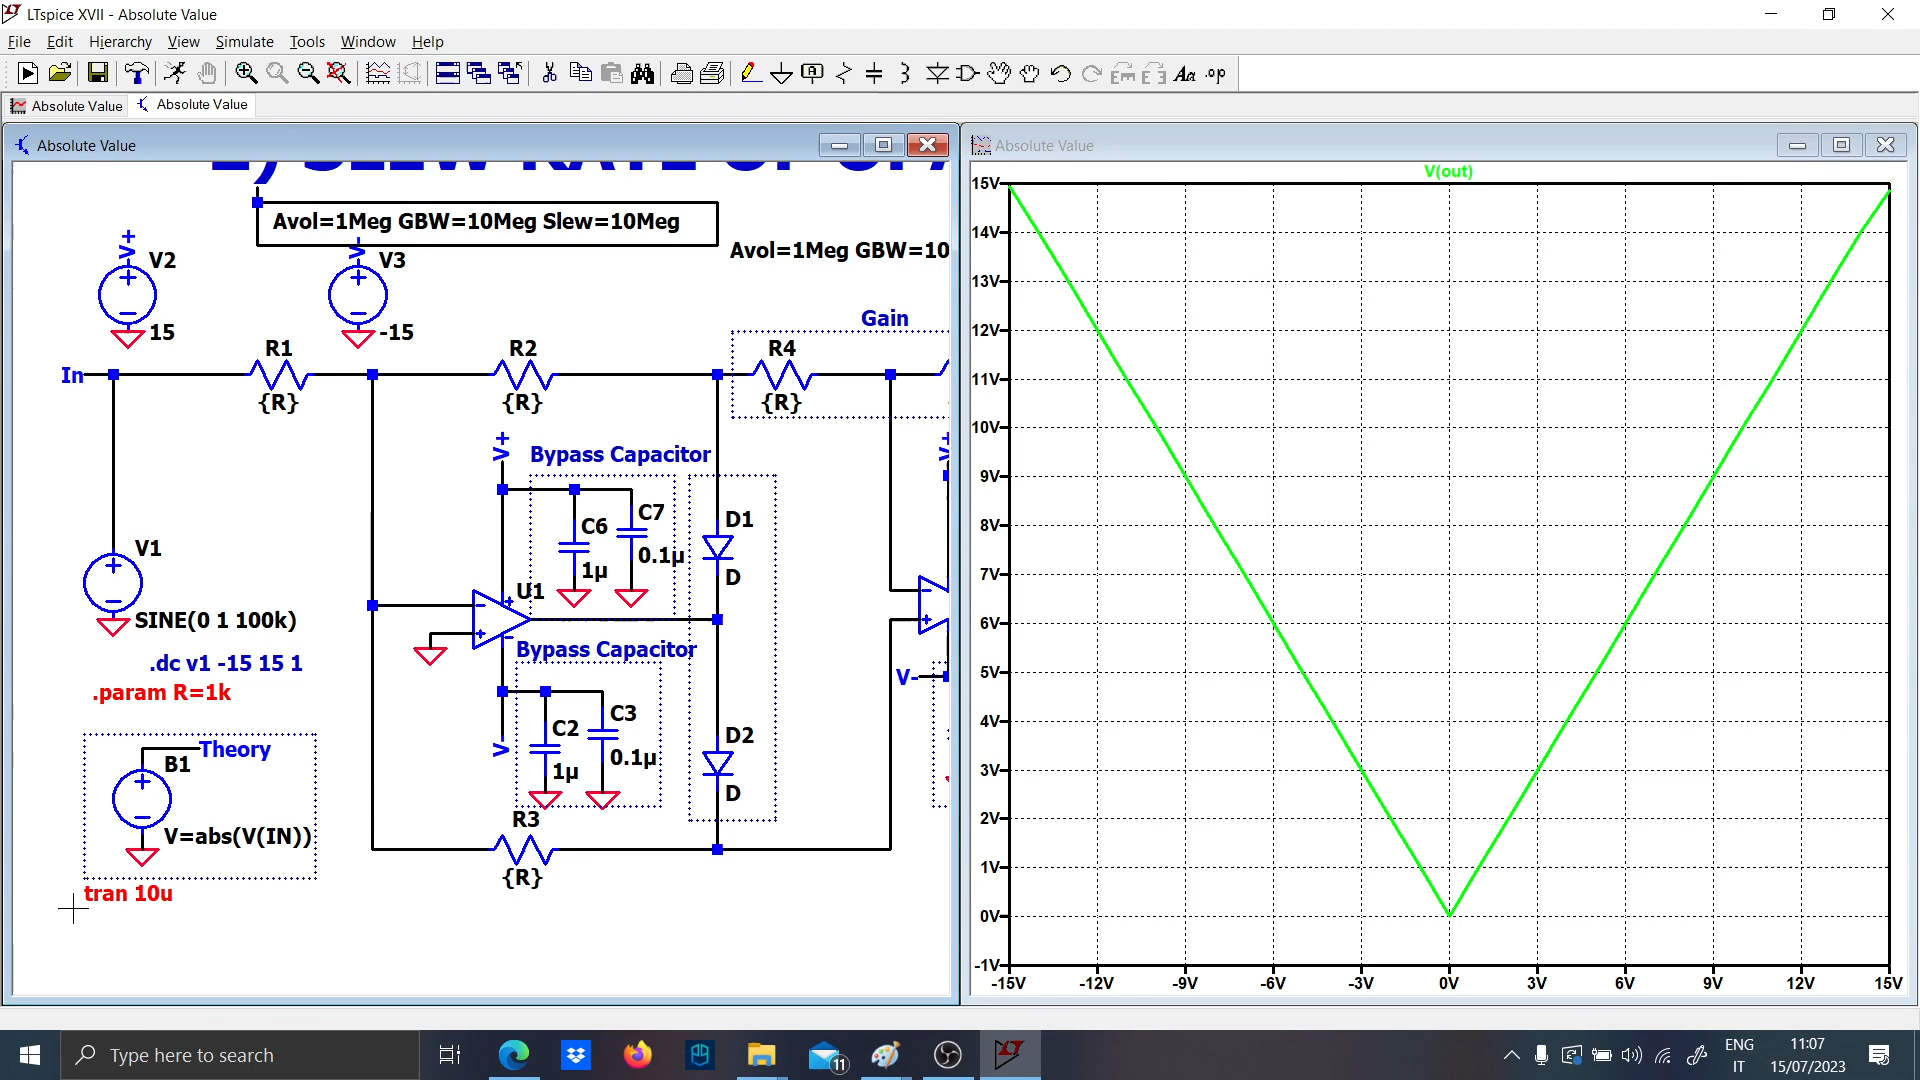 LTspice XVII - Absolute Value
File Edit Hierarchy View Simulate Tools Window Help
Absolute Value
Absolute Value
Absolute Value
Avol=1Meg GBW=10Meg Slew=10Meg
Avol=1Meg GBW=10
V+
V2
15
V3
-15
Gain
In
R1
{R}
R2
{R}
R4
{R}
V+
Bypass Capacitor
C6
1µ
C7
0.1µ
D1
D
V1
SINE(0 1 100k)
U1
Bypass Capacitor
V-
.dc v1 -15 15 1
.param R=1k
C2
1µ
C3
0.1µ
D2
D
Theory
B1
V=abs(V(IN))
R3
{R}
tran 10u
Absolute Value
V(out)
15V
14V
13V
12V
11V
10V
9V
8V
7V
6V
5V
4V
3V
2V
1V
0V
-1V
-15V -12V -9V -6V -3V 0V 3V 6V 9V 12V 15V
Type here to search
11
ENG
IT
11:07
15/07/2023